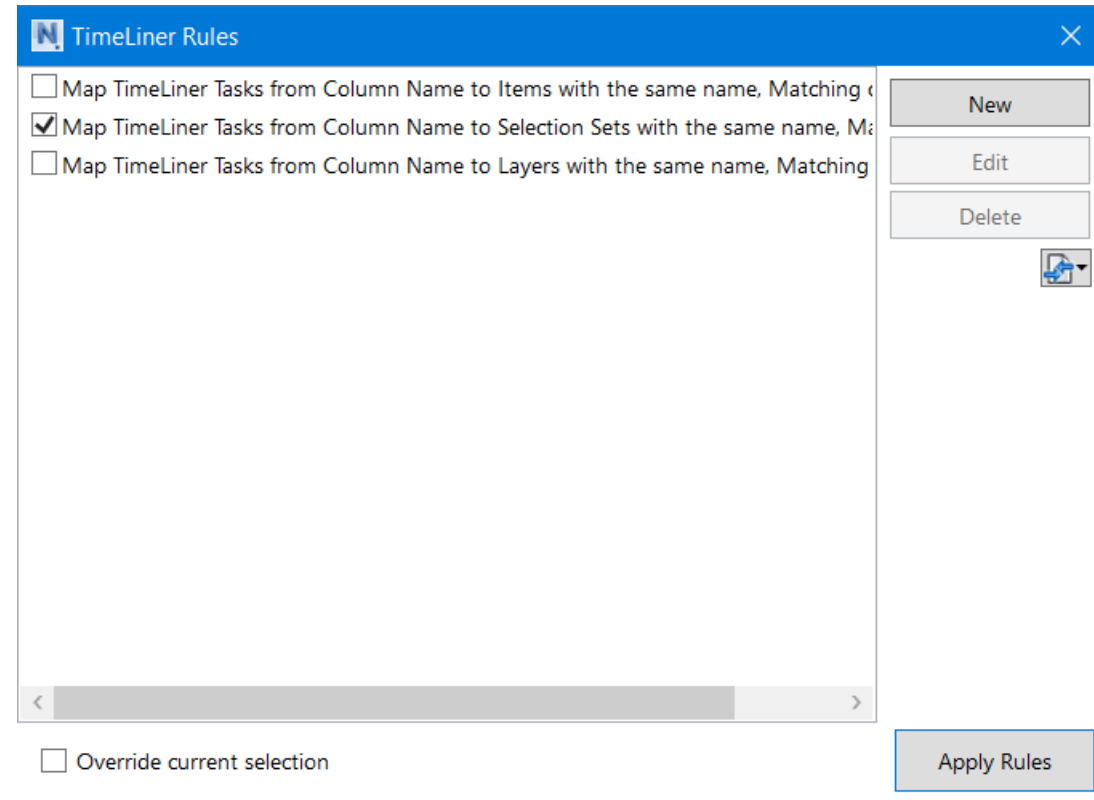 TimeLiner Rules
Map TimeLiner Tasks from Column Name to Items with the same name, Matching
Map TimeLiner Tasks from Column Name to Selection Sets with the same name,
Map TimeLiner Tasks from Column Name to Layers with the same name, Matching
New
Edit
Delete
Override current selection
Apply Rules